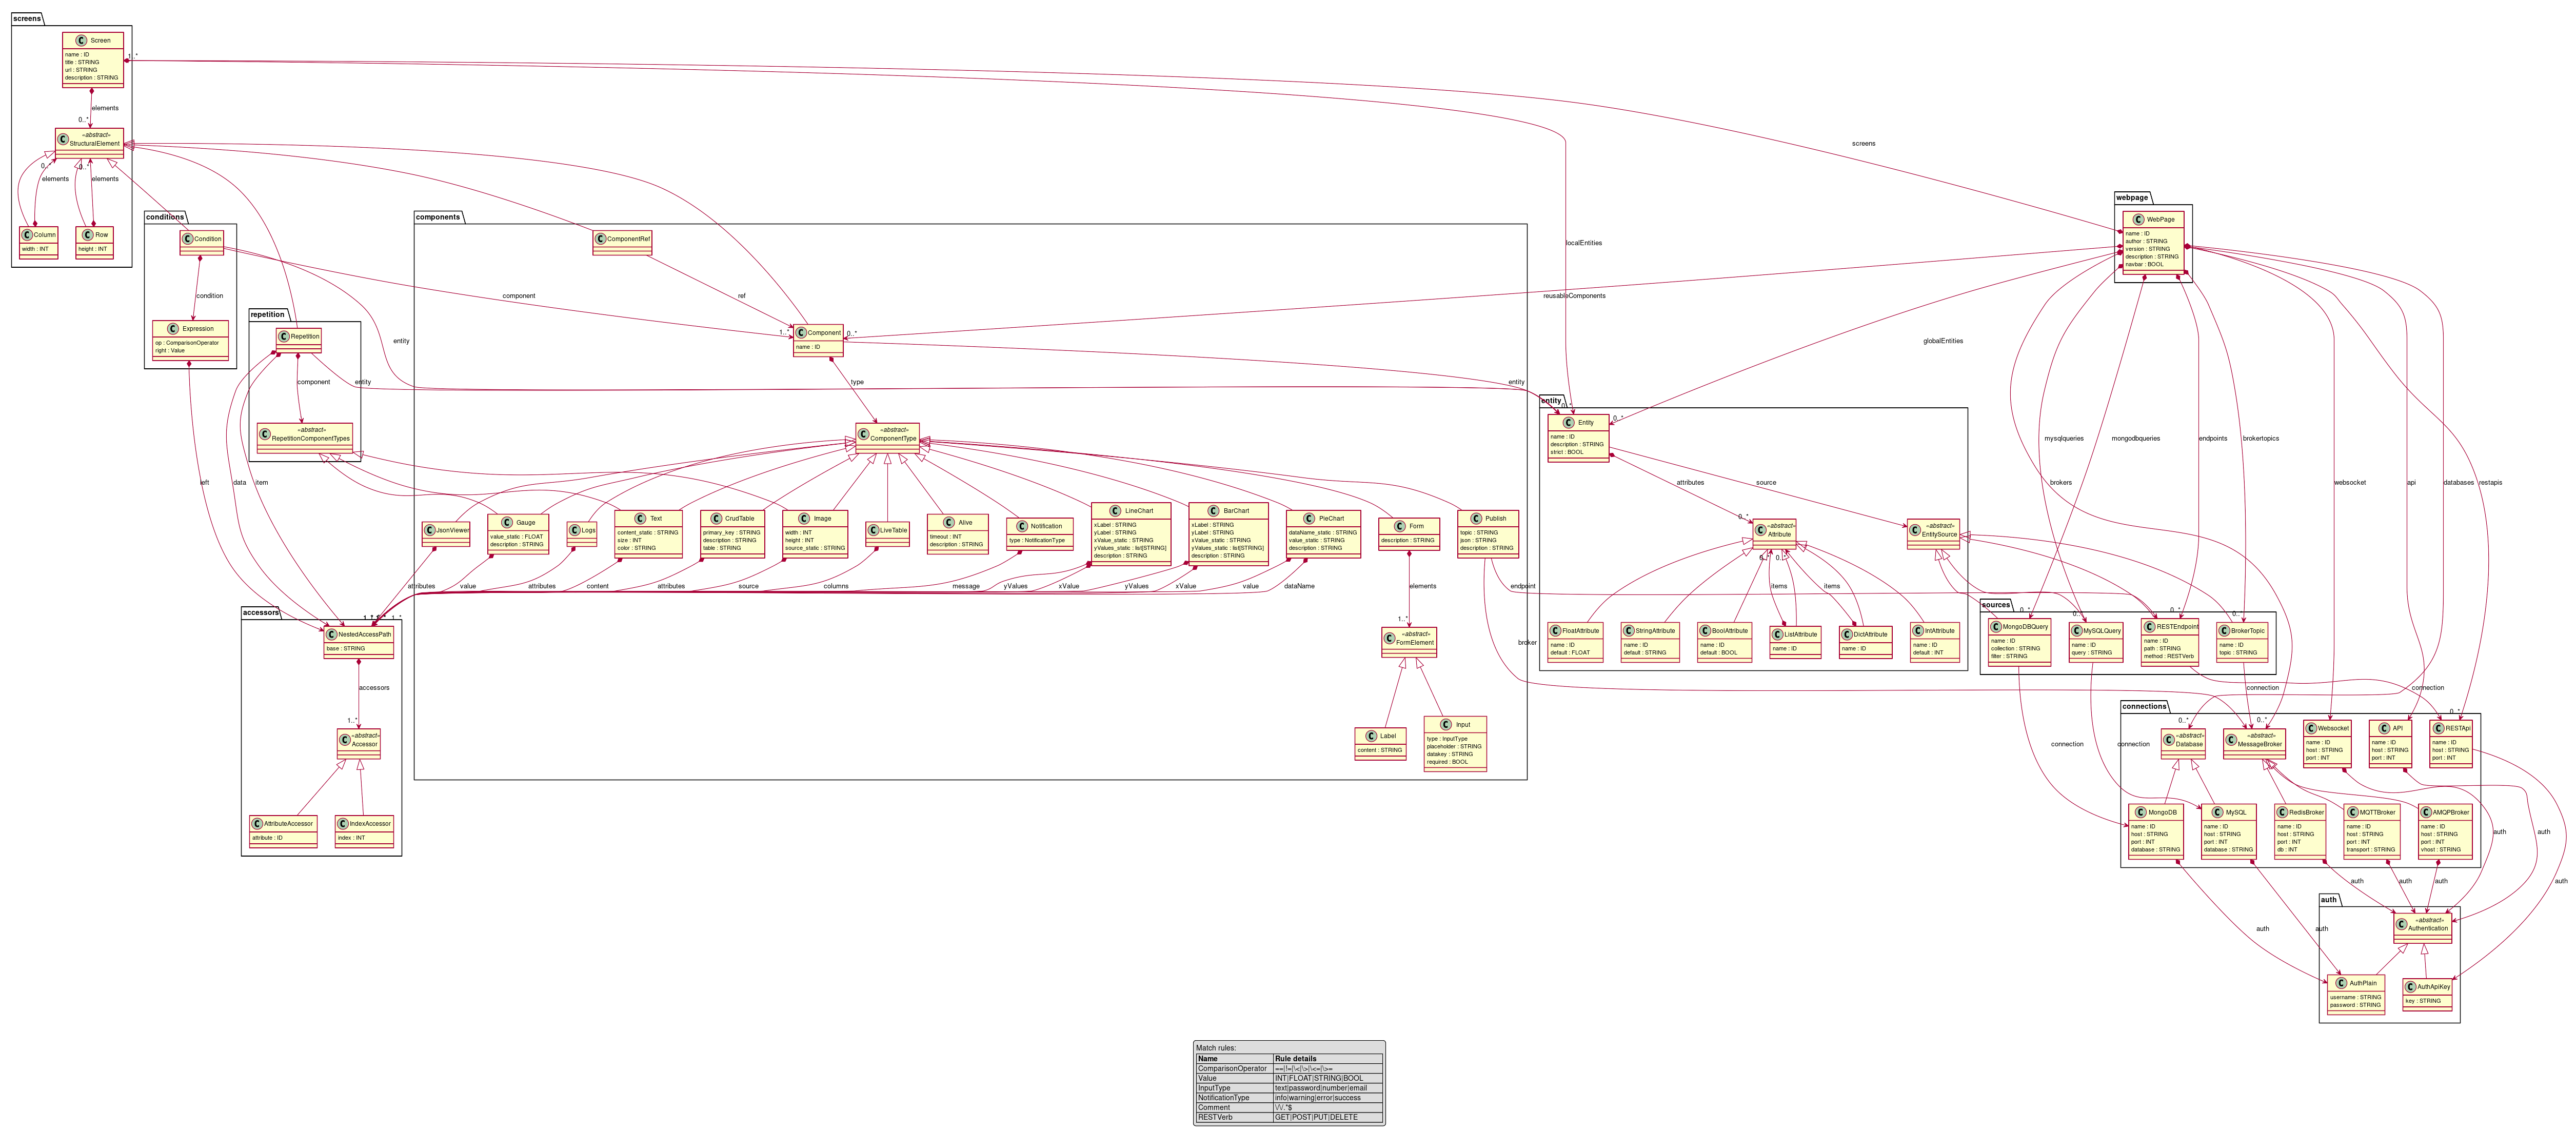 screens
Screen
name : ID
title : STRING
url : STRING
description : STRING
1..*
elements
0..*
«abstract»
StructuralElement
0..*
0..*
elements
elements
Column
width : INT
Row
height : INT
screens
localEntities
webpage
WebPage
name : ID
author : STRING
version : STRING
description : STRING
navbar : BOOL
conditions
Condition
condition
Expression
op : ComparisonOperator
right : Value
component
entity
left
repetition
Repetition
component
entity
data
item
«abstract»
RepetitionComponentTypes
components
ComponentRef
ref
1..*
Component
name : ID
0..*
reusableComponents
type
entity
«abstract»
ComponentType
JsonViewer
Gauge
value_static : FLOAT
description : STRING
Logs
Text
content_static : STRING
size : INT
color : STRING
CrudTable
primary_key : STRING
description : STRING
table : STRING
Image
width : INT
height : INT
source_static : STRING
LiveTable
Alive
timeout : INT
description : STRING
Notification
type : NotificationType
LineChart
xLabel : STRING
yLabel : STRING
xValue_static : STRING
yValues_static : list[STRING]
description : STRING
BarChart
xLabel : STRING
yLabel : STRING
xValue_static : STRING
yValues_static : list[STRING]
description : STRING
PieChart
dataName_static : STRING
value_static : STRING
description : STRING
Form
description : STRING
Publish
topic : STRING
json : STRING
description : STRING
attributes
value
attributes
content
attributes
source
columns
message
yValues
xValue
yValues
xValue
value
dataName
elements
endpoint
broker
1..*
«abstract»
FormElement
Label
content : STRING
Input
type : InputType
placeholder : STRING
datakey : STRING
required : BOOL
accessors
1..*
NestedAccessPath
base : STRING
accessors
1..*
«abstract»
Accessor
AttributeAccessor
attribute : ID
IndexAccessor
index : INT
globalEntities
entity
0..*
0..*
Entity
name : ID
description : STRING
strict : BOOL
attributes
source
0..*
«abstract»
Attribute
0..*
0..*
items
items
«abstract»
EntitySource
FloatAttribute
name : ID
default : FLOAT
StringAttribute
name : ID
default : STRING
BoolAttribute
name : ID
default : BOOL
ListAttribute
name : ID
DictAttribute
name : ID
IntAttribute
name : ID
default : INT
mysqlqueries
mongodbqueries
endpoints
brokertopics
brokers
websocket
api
databases
restapis
sources
0..*
0..*
0..*
0..*
MongoDBQuery
name : ID
collection : STRING
filter : STRING
MySQLQuery
name : ID
query : STRING
RESTEndpoint
name : ID
path : STRING
method : RESTVerb
BrokerTopic
name : ID
topic : STRING
connection
connection
connection
connection
connections
0..*
0..*
0..*
«abstract»
Database
«abstract»
MessageBroker
Websocket
name : ID
host : STRING
port : INT
API
name : ID
host : STRING
port : INT
RESTApi
name : ID
host : STRING
port : INT
MongoDB
name : ID
host : STRING
port : INT
database : STRING
MySQL
name : ID
host : STRING
port : INT
database : STRING
RedisBroker
name : ID
host : STRING
port : INT
db : INT
MQTTBroker
name : ID
host : STRING
port : INT
transport : STRING
AMQPBroker
name : ID
host : STRING
port : INT
vhost : STRING
auth
auth
auth
auth
auth
auth
auth
auth
auth
«abstract»
Authentication
AuthPlain
username : STRING
password : STRING
AuthApiKey
key : STRING
Match rules:
Name Rule details
ComparisonOperator ==|!=|\<|\>|\<=|\>=
Value INT|FLOAT|STRING|BOOL
InputType text|password|number|email
NotificationType info|warning|error|success
Comment \/\/.*$
RESTVerb GET|POST|PUT|DELETE